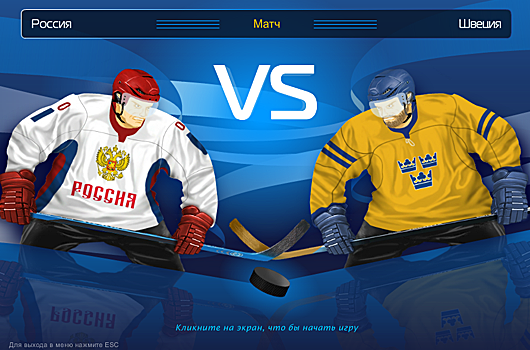 Россия
Матч
Швеция
VS
РОССИЯ
Кликните на экран, что бы начать игру
Для выхода в меню нажмите ESC